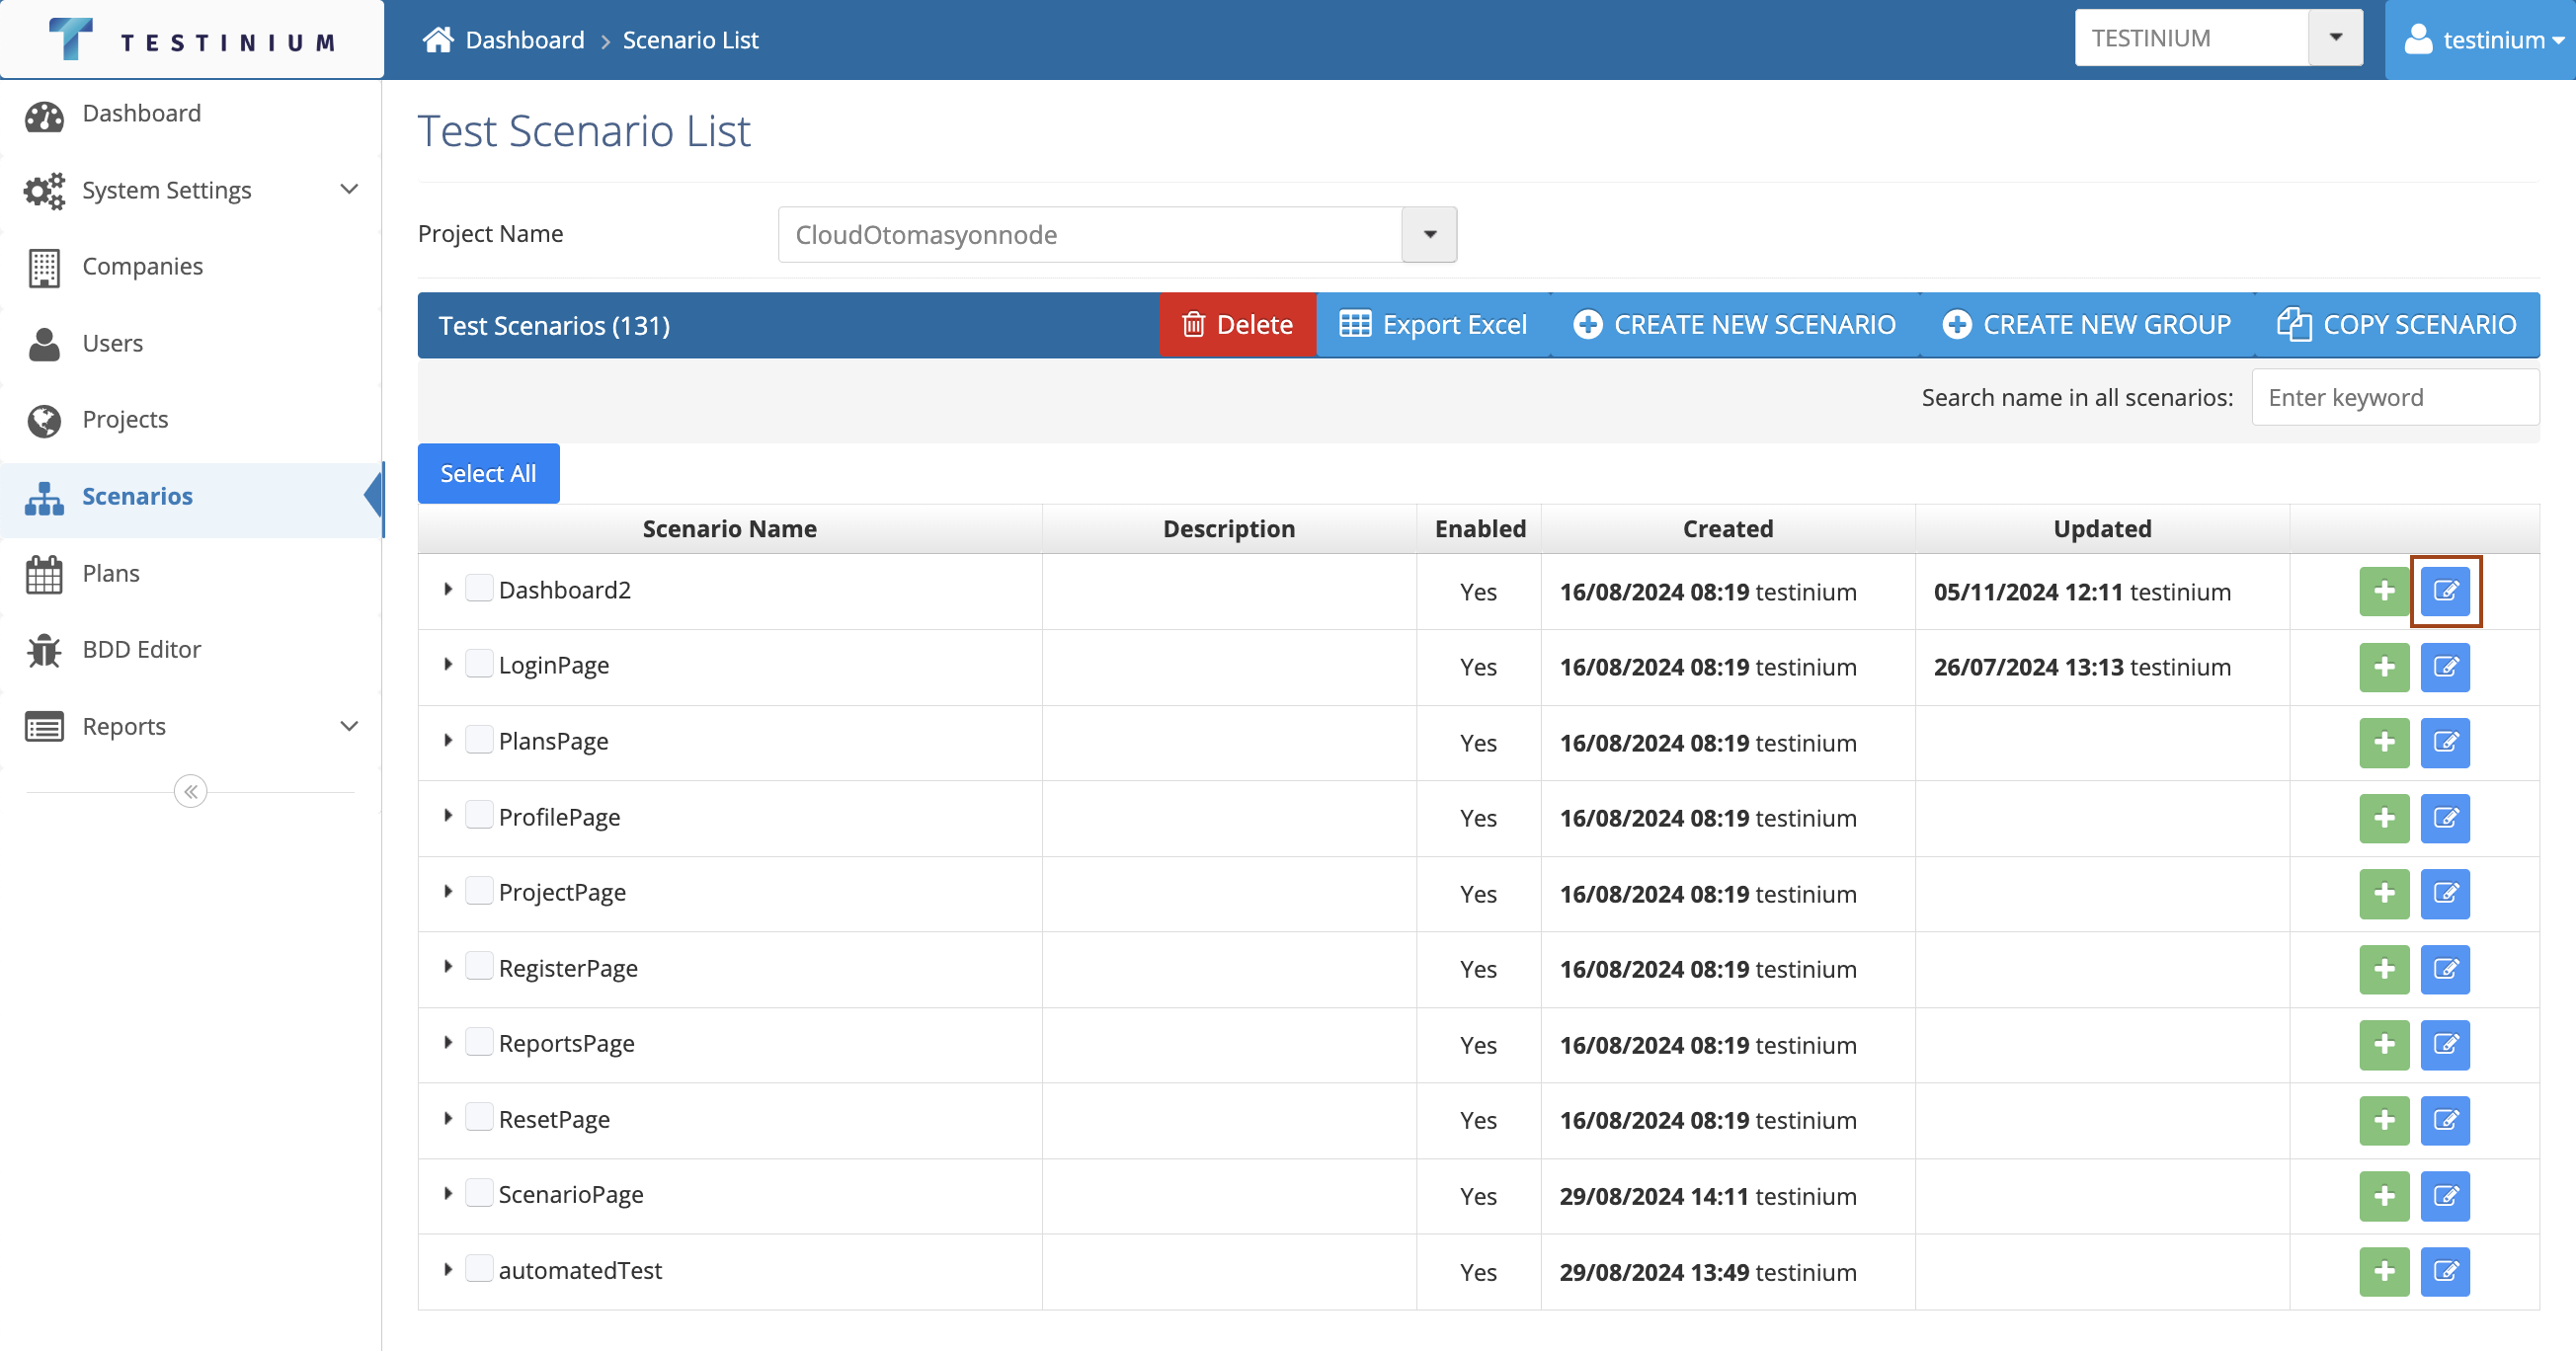 TESTINIUM
Dashboard > Scenario List
TESTINIUM
testinium
Dashboard
System Settings
Companies
Users
Projects
Scenarios
Plans
BDD Editor
Reports
Test Scenario List
Project Name
CloudOtomasyonnode
Test Scenarios (131)
Delete
Export Excel
CREATE NEW SCENARIO
CREATE NEW GROUP
COPY SCENARIO
Search name in all scenarios:
Enter keyword
Select All
Scenario Name Description Enabled Created Updated
Dashboard2 Yes 16/08/2024 08:19 testinium 05/11/2024 12:11 testinium
LoginPage Yes 16/08/2024 08:19 testinium 26/07/2024 13:13 testinium
PlansPage Yes 16/08/2024 08:19 testinium
ProfilePage Yes 16/08/2024 08:19 testinium
ProjectPage Yes 16/08/2024 08:19 testinium
RegisterPage Yes 16/08/2024 08:19 testinium
ReportsPage Yes 16/08/2024 08:19 testinium
ResetPage Yes 16/08/2024 08:19 testinium
ScenarioPage Yes 29/08/2024 14:11 testinium
automatedTest Yes 29/08/2024 13:49 testinium